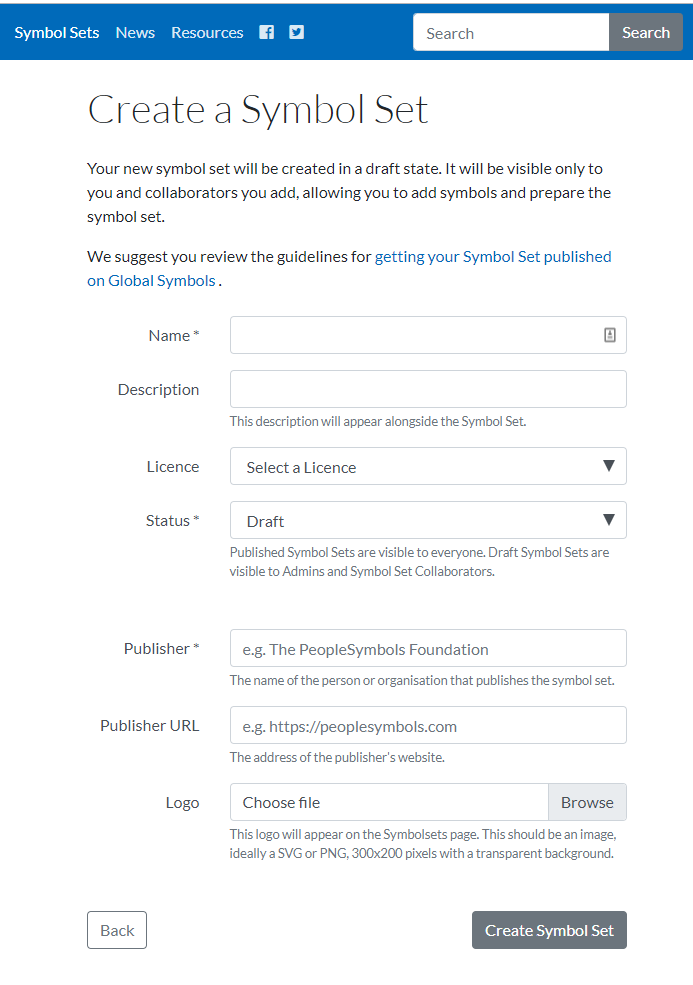 Symbol Sets News Resources Search Search
Create a Symbol Set
Your new symbol set will be created in a draft state. It will be visible only to
you and collaborators you add, allowing you to add symbols and prepare the
symbol set.
We suggest you review the guidelines for getting your Symbol Set published
on Global Symbols .
Name *
Description
This description will appear alongside the Symbol Set.
Licence Select a Licence
Status * Draft
Published Symbol Sets are visible to everyone. Draft Symbol Sets are
visible to Admins and Symbol Set Collaborators.
Publisher * e.g. The PeopleSymbols Foundation
The name of the person or organisation that publishes the symbol set.
Publisher URL e.g. https://peoplesymbols.com
The address of the publisher's website.
Logo Choose file Browse
This logo will appear on the Symbolsets page. This should be an image,
ideally a SVG or PNG, 300x200 pixels with a transparent background.
Back Create Symbol Set